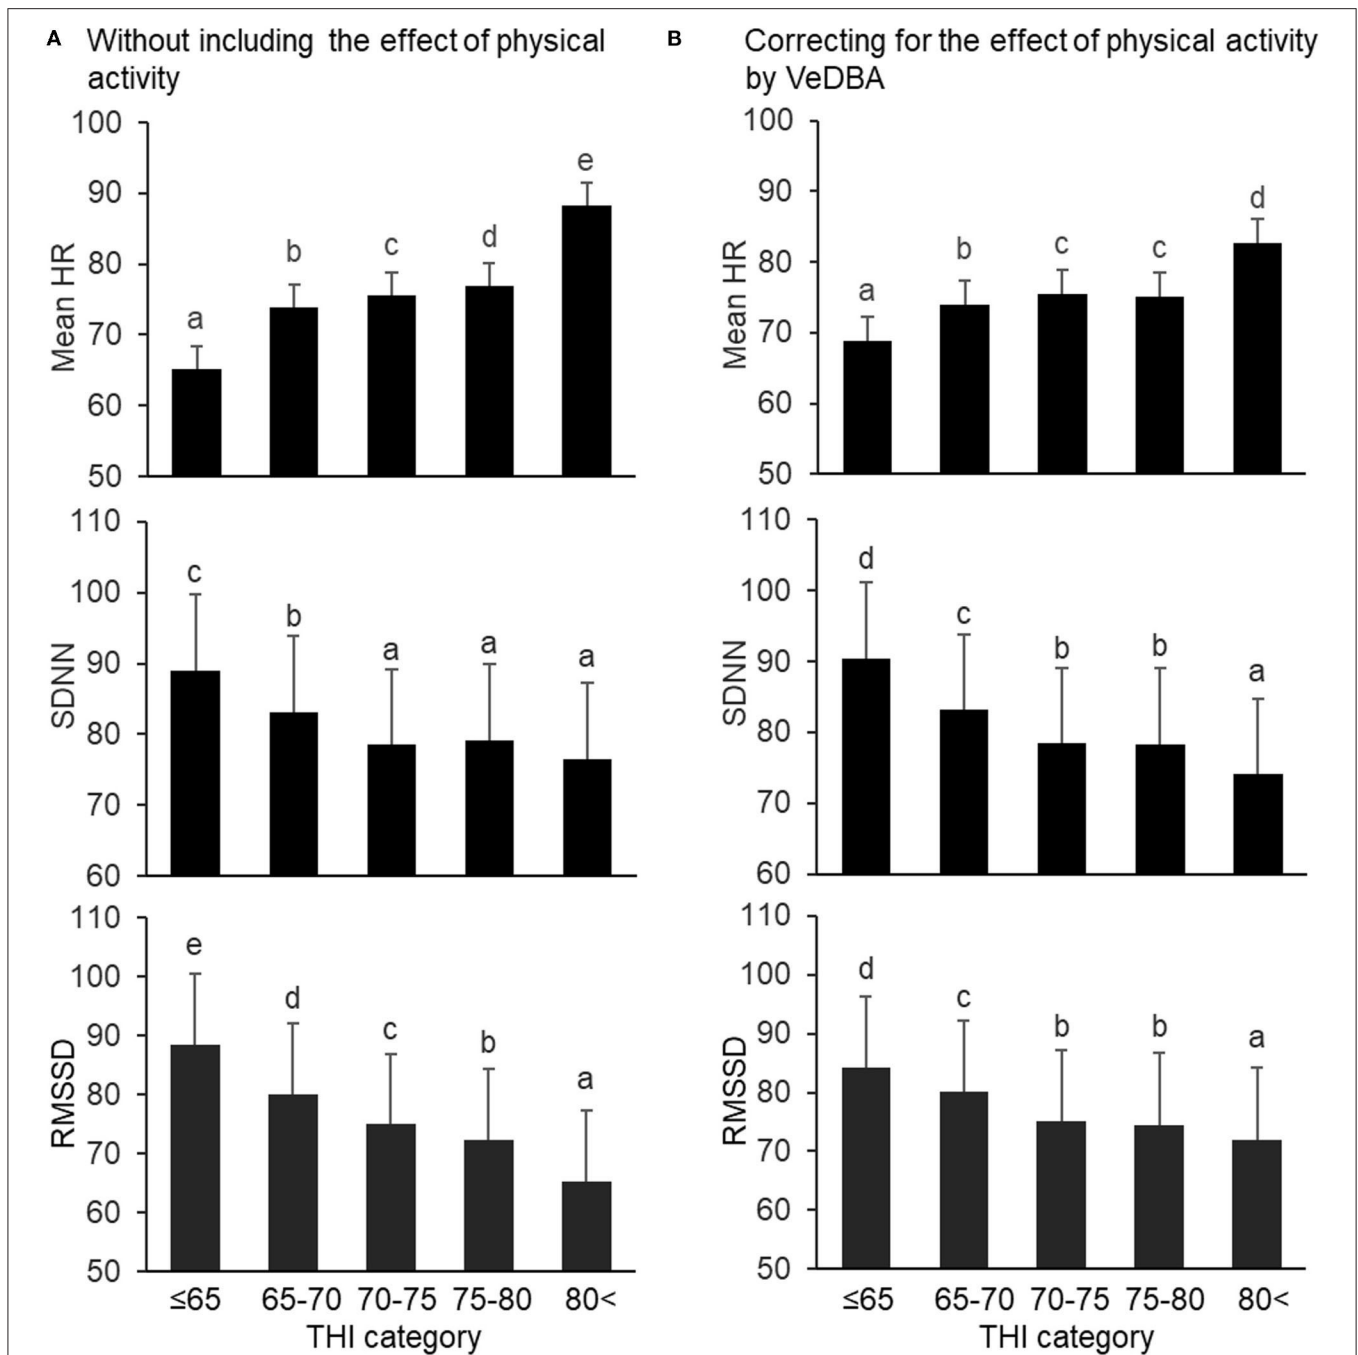 A Without including the effect of physical
activity
B Correcting for the effect of physical activity
by VeDBA
100
90
80
70
60
50
Mean HR
a
b
c
d
e
100
90
80
70
60
50
Mean HR
a
b
c
c
d
110
100
90
80
70
60
SDNN
c
b
a
a
a
110
100
90
80
70
60
SDNN
d
c
b
b
a
110
100
90
80
70
60
50
RMSSD
e
d
c
b
a
≤65 65-70 70-75 75-80 80<
THI category
110
100
90
80
70
60
50
RMSSD
d
c
b
b
a
≤65 65-70 70-75 75-80 80<
THI category